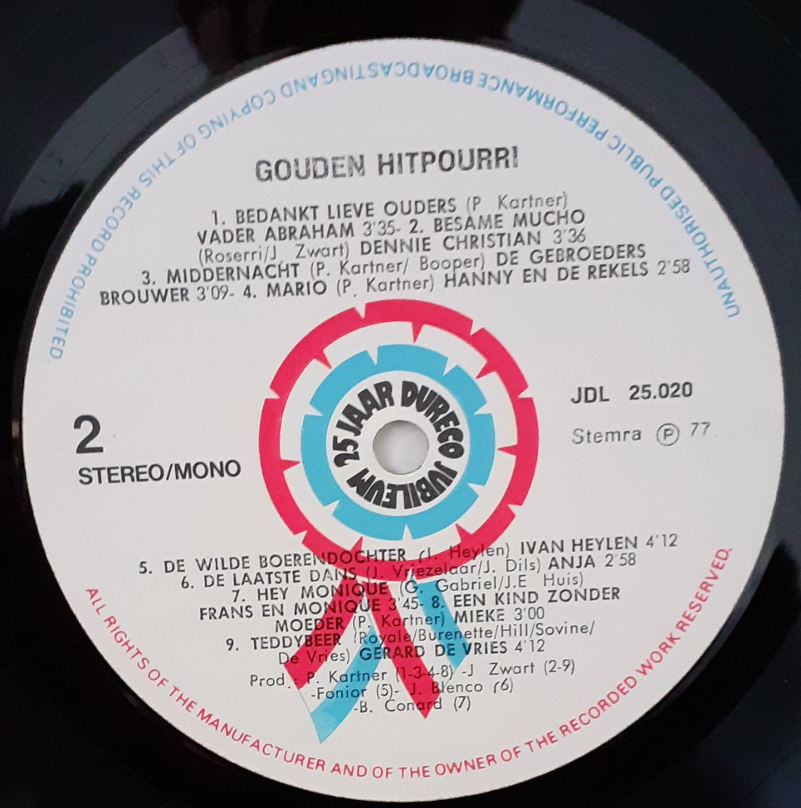 UNAUTHORISED PUBLIC PERFORMANCE BROADCASTING AND COPYING OF THIS RECORD PROHIBITED.
GOUDEN HITPOURRI
1. BEDANKT LIEVE OUDERS (P. Kartner)
VADER ABRAHAM 3'35- 2. BESAME MUCHO
(Roserri/J. Zwart) DENNIE CHRISTIAN 3'36
3. MIDDERNACHT (P. Kartner/ Booper) DE GEBROEDERS
BROUWER 3'09- 4. MARIO (P. Kartner) HANNY EN DE REKELS 2'58
25 JAAR DURECO JUBILEUM
2
STEREO/MONO
JDL 25.020
Stemra Ⓟ 77
5. DE WILDE BOERENDOCHTER (J. Heylen) IVAN HEYLEN 4'12
6. DE LAATSTE DANS (J. Vriezelaar/J. Dils) ANJA 2'58
7. HEY MONIQUE (G. Gabriel/J.E Huis)
FRANS EN MONIQUE 3'45- 8. EEN KIND ZONDER
MOEDER (P. Kartner) MIEKE 3'00
9. TEDDYBEER (Royale/Burenette/Hill/Sovine/
De Vries) GERARD DE VRIES 4'12
Prod.: P. Kartner (1-3-4-8) -J Zwart (2-9)
-Fonior (5)- J. Blenco (6)
-B. Conard (7)
ALL RIGHTS OF THE MANUFACTURER AND OF THE OWNER OF THE RECORDED WORK RESERVED.